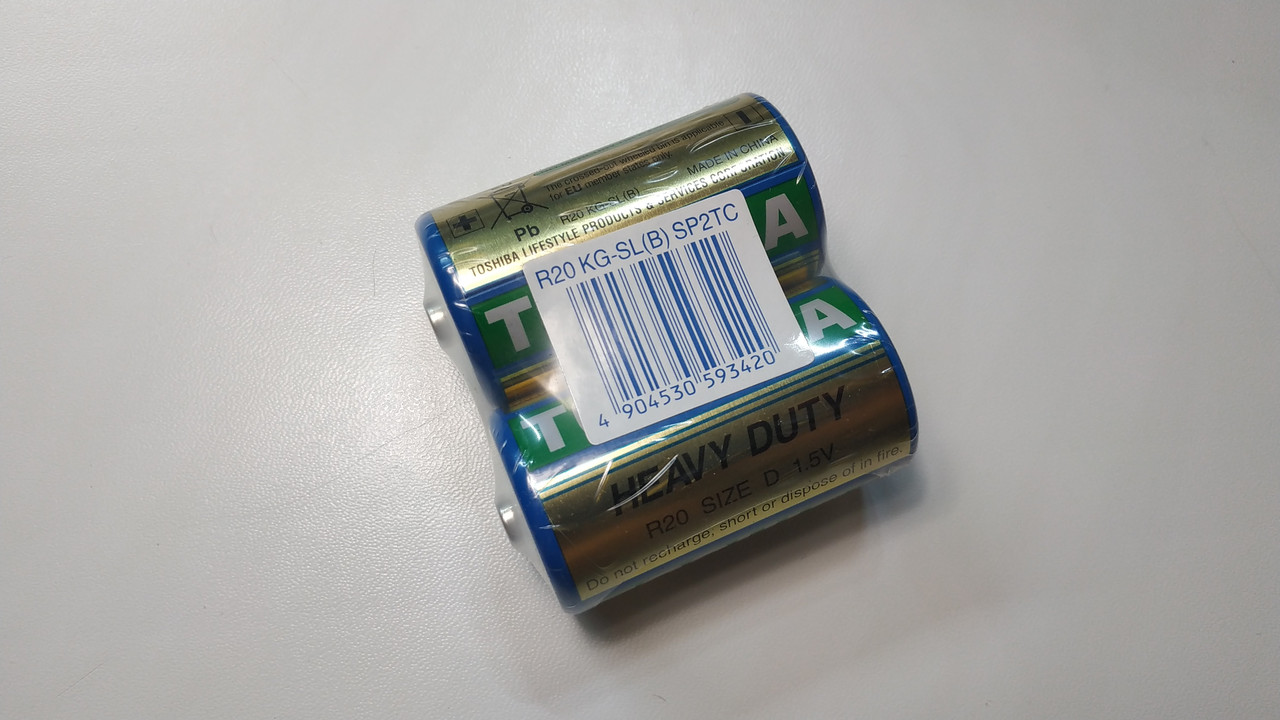 The crossed-out wheeled bin is applicable
for EU member states only.
MADE IN CHINA
Pb R20 KG-SL(B)
TOSHIBA LIFESTYLE PRODUCTS & SERVICES CORPORATION
R20 KG-SL(B) SP2TC
T A
T A
4 904530 593420
HEAVY DUTY
R20 SIZE D 1.5V
Do not recharge, short or dispose of in fire.